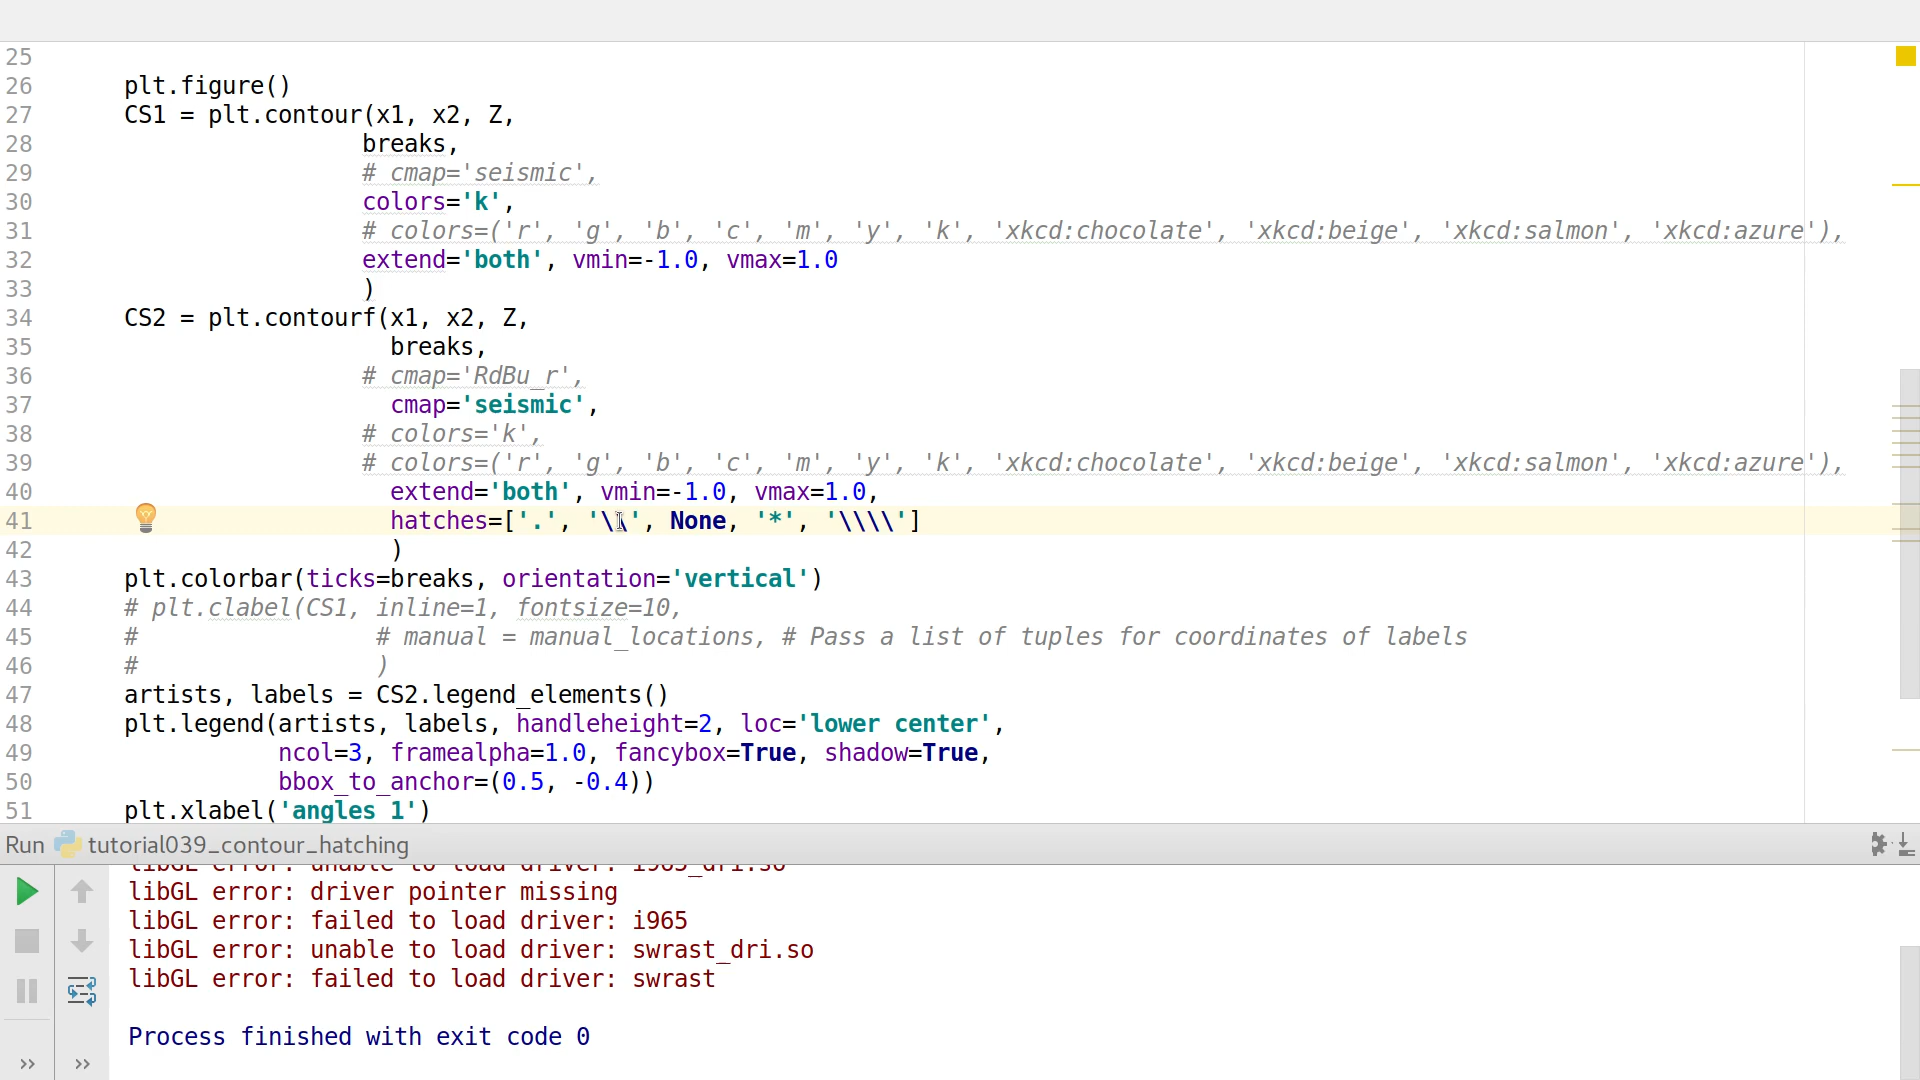 25
26 plt.figure()
27 CS1 = plt.contour(x1, x2, Z,
28 breaks,
29 # cmap='seismic',
30 colors='k',
31 # colors=('r', 'g', 'b', 'c', 'm', 'y', 'k', 'xkcd:chocolate', 'xkcd:beige', 'xkcd:salmon', 'xkcd:azure'),
32 extend='both', vmin=-1.0, vmax=1.0
33 )
34 CS2 = plt.contourf(x1, x2, Z,
35 breaks,
36 # cmap='RdBu_r',
37 cmap='seismic',
38 # colors='k',
39 # colors=('r', 'g', 'b', 'c', 'm', 'y', 'k', 'xkcd:chocolate', 'xkcd:beige', 'xkcd:salmon', 'xkcd:azure'),
40 extend='both', vmin=-1.0, vmax=1.0,
41 hatches=['.', '\\', None, '*', '\\\\']
42 )
43 plt.colorbar(ticks=breaks, orientation='vertical')
44 # plt.clabel(CS1, inline=1, fontsize=10,
45 # # manual = manual_locations, # Pass a list of tuples for coordinates of labels
46 # )
47 artists, labels = CS2.legend_elements()
48 plt.legend(artists, labels, handleheight=2, loc='lower center',
49 ncol=3, framealpha=1.0, fancybox=True, shadow=True,
50 bbox_to_anchor=(0.5, -0.4))
51 plt.xlabel('angles 1')
Run tutorial039_contour_hatching
libGL error: unable to load driver: i965_dri.so
libGL error: driver pointer missing
libGL error: failed to load driver: i965
libGL error: unable to load driver: swrast_dri.so
libGL error: failed to load driver: swrast
Process finished with exit code 0